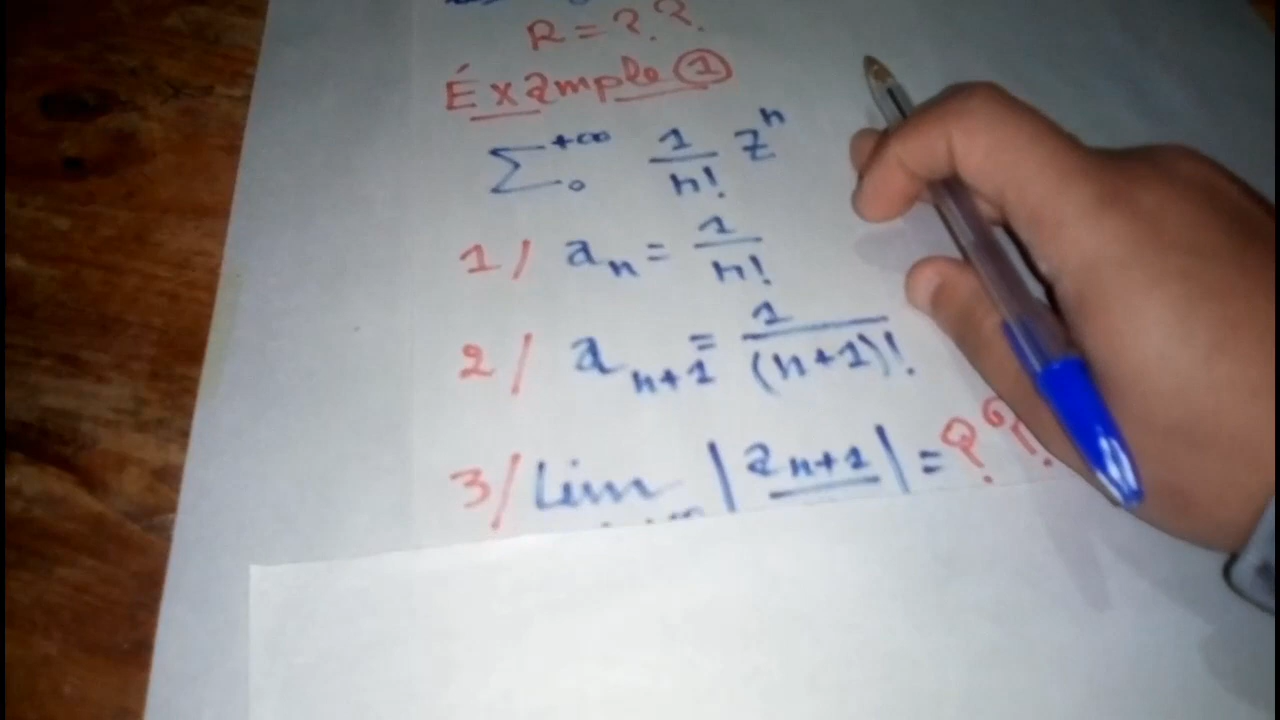 R = ??
Éxample ①
∑₀^{+∞} 1/n! zⁿ
1/ aₙ = 1/n!
2/ aₙ₊₁ = 1/(n+1)!
3/ Lim |aₙ₊₁| = ??